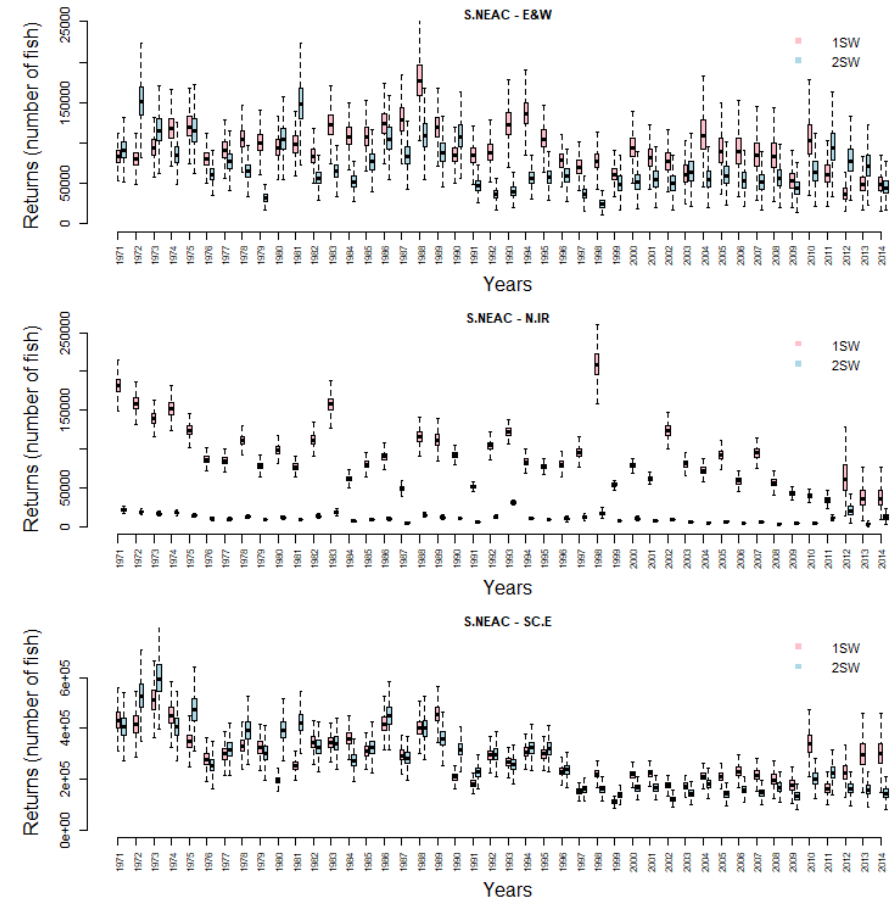 S.NEAC - E&W
Returns (number of fish)
0 50000 150000 25000
1SW
2SW
1971 1972 1973 1974 1975 1976 1977 1978 1979 1980 1981 1982 1983 1984 1985 1986 1987 1988 1989 1990 1991 1992 1993 1994 1995 1996 1997 1998 1999 2000 2001 2002 2003 2004 2005 2006 2007 2008 2009 2010 2011 2012 2013 2014
Years
S.NEAC - N.IR
Returns (number of fish)
0 50000 150000 250000
1SW
2SW
1971 1972 1973 1974 1975 1976 1977 1978 1979 1980 1981 1982 1983 1984 1985 1986 1987 1988 1989 1990 1991 1992 1993 1994 1995 1996 1997 1998 1999 2000 2001 2002 2003 2004 2005 2006 2007 2008 2009 2010 2011 2012 2013 2014
Years
S.NEAC - SC.E
Returns (number of fish)
0e+00 2e+05 4e+05 6e+05
1SW
2SW
1971 1972 1973 1974 1975 1976 1977 1978 1979 1980 1981 1982 1983 1984 1985 1986 1987 1988 1989 1990 1991 1992 1993 1994 1995 1996 1997 1998 1999 2000 2001 2002 2003 2004 2005 2006 2007 2008 2009 2010 2011 2012 2013 2014
Years